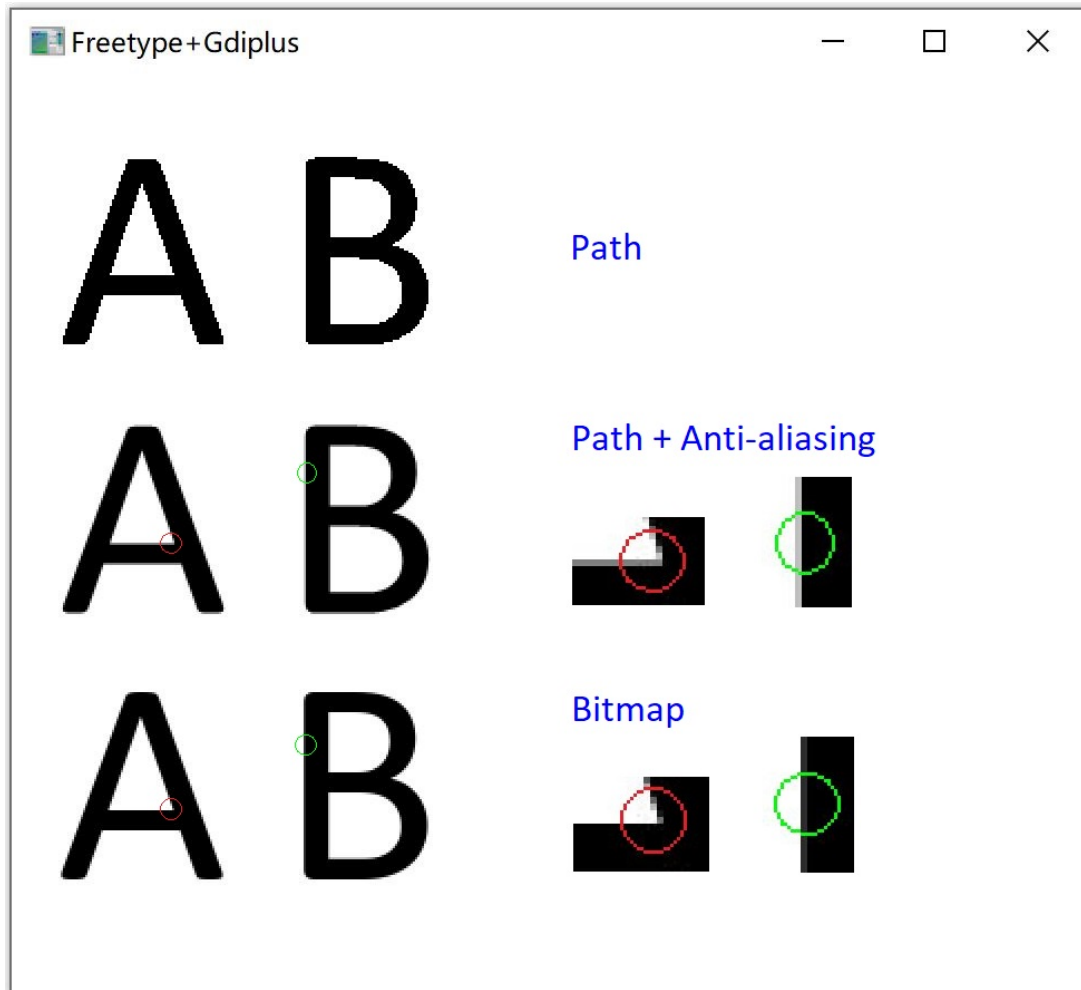 Freetype+Gdiplus
A B
Path
Path + Anti-aliasing
A B
Bitmap
A B